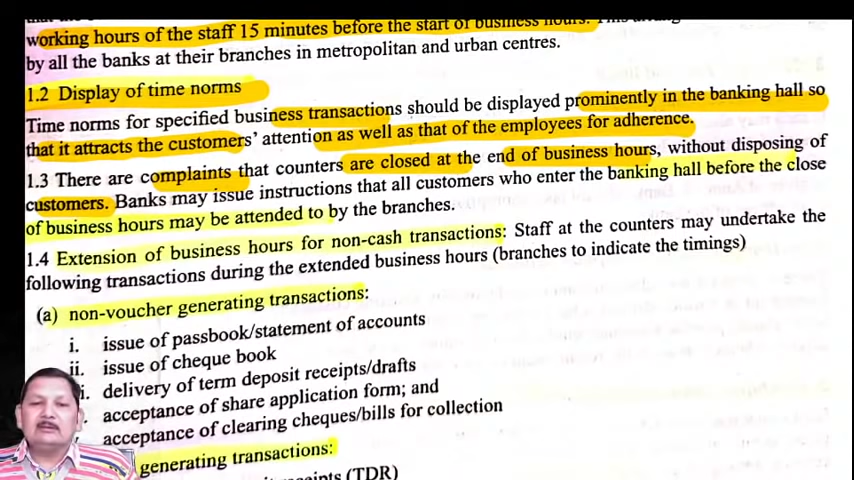 working hours of the staff 15 minutes before the start of business hours. This
by all the banks at their branches in metropolitan and urban centres.
1.2 Display of time norms
Time norms for specified business transactions should be displayed prominently in the banking hall so
that it attracts the customers' attention as well as that of the employees for adherence.
1.3 There are complaints that counters are closed at the end of business hours, without disposing of
customers. Banks may issue instructions that all customers who enter the banking hall before the close
of business hours may be attended to by the branches.
1.4 Extension of business hours for non-cash transactions: Staff at the counters may undertake the
following transactions during the extended business hours (branches to indicate the timings)
(a) non-voucher generating transactions:
i. issue of passbook/statement of accounts
ii. issue of cheque book
i. delivery of term deposit receipts/drafts
acceptance of share application form; and
acceptance of clearing cheques/bills for collection
generating transactions:
receipts (TDR)